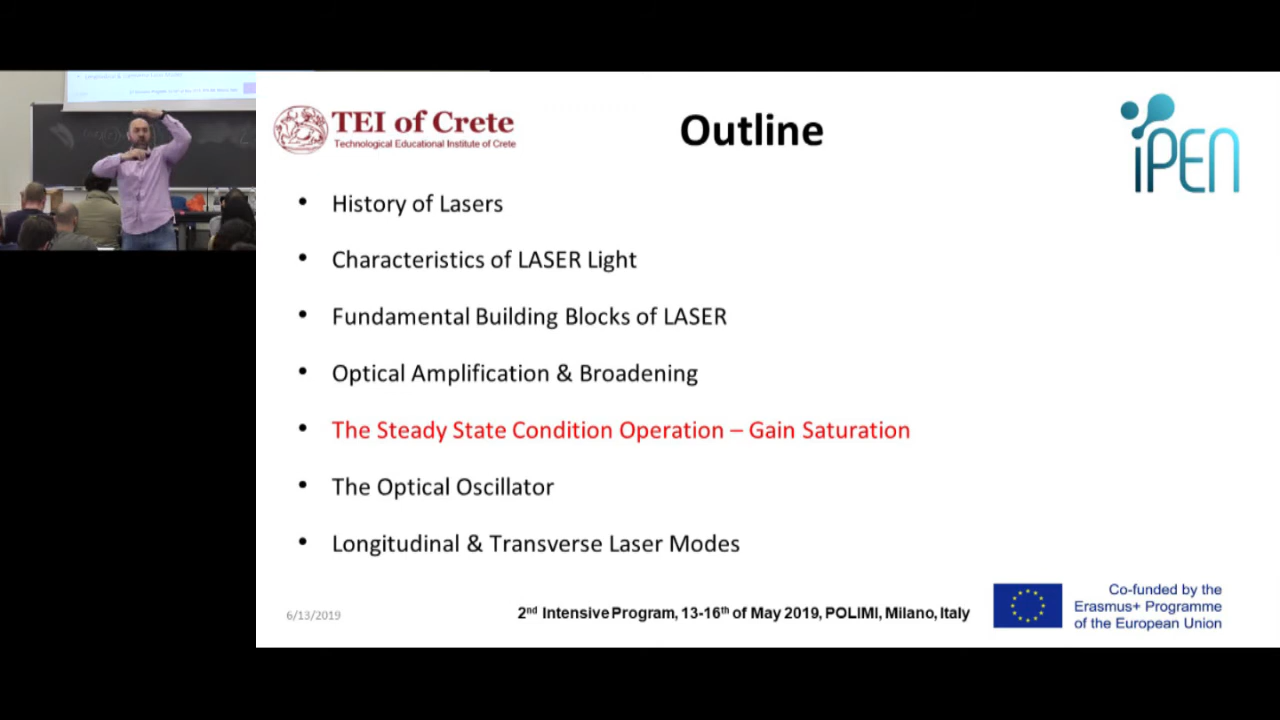 TEI of Crete
Technological Educational Institute of Crete
Outline
iPEN
• History of Lasers
• Characteristics of LASER Light
• Fundamental Building Blocks of LASER
• Optical Amplification & Broadening
• The Steady State Condition Operation – Gain Saturation
• The Optical Oscillator
• Longitudinal & Transverse Laser Modes
6/13/2019
2nd Intensive Program, 13-16th of May 2019, POLIMI, Milano, Italy
Co-funded by the
Erasmus+ Programme
of the European Union